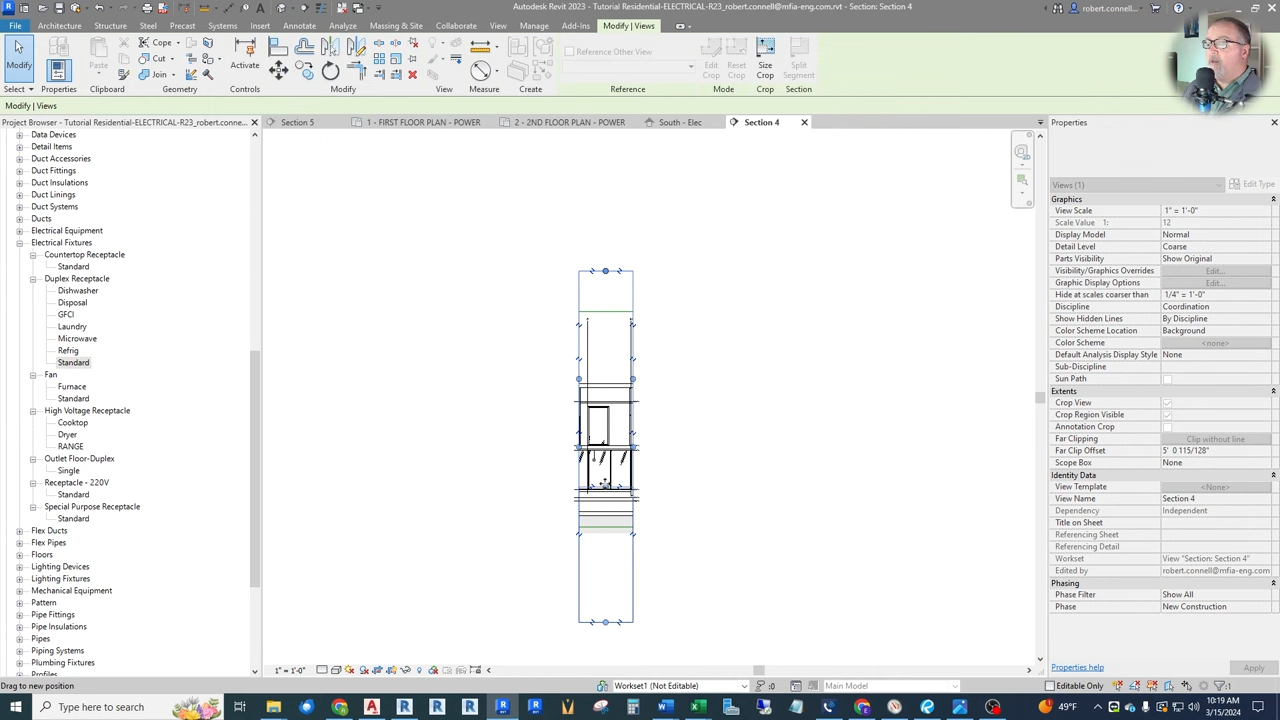 Autodesk Revit 2023 - Tutorial Residential-ELECTRICAL-R23_robert.connell@mfia-eng.com.rvt - Section: Section 4
robert.connell...
File Architecture Structure Steel Precast Systems Insert Annotate Analyze Massing & Site Collaborate View Manage Add-Ins Modify | Views
Modify Paste Cope Cut Join Activate Reference Other View Edit Crop Reset Crop Size Crop Split Segment
Select Properties Clipboard Geometry Controls Modify View Measure Create Reference Mode Crop Section
Modify | Views
Project Browser - Tutorial Residential-ELECTRICAL-R23_robert.conne...
Section 5 1 - FIRST FLOOR PLAN - POWER 2 - 2ND FLOOR PLAN - POWER South - Elec Section 4
Data Devices
Detail Items
Duct Accessories
Duct Fittings
Duct Insulations
Duct Linings
Duct Systems
Ducts
Electrical Equipment
Electrical Fixtures
Countertop Receptacle
Standard
Duplex Receptacle
Dishwasher
Disposal
GFCI
Laundry
Microwave
Refrig
Standard
Fan
Furnace
Standard
High Voltage Receptacle
Cooktop
Dryer
RANGE
Outlet Floor-Duplex
Single
Receptacle - 220V
Standard
Special Purpose Receptacle
Standard
Flex Ducts
Flex Pipes
Floors
Lighting Devices
Lighting Fixtures
Mechanical Equipment
Pattern
Pipe Fittings
Pipe Insulations
Pipes
Piping Systems
Plumbing Fixtures
Profiles
Properties
Views (1) Edit Type
Graphics
View Scale 1" = 1'-0"
Scale Value 1: 12
Display Model Normal
Detail Level Coarse
Parts Visibility Show Original
Visibility/Graphics Overrides Edit...
Graphic Display Options Edit...
Hide at scales coarser than 1/4" = 1'-0"
Discipline Coordination
Show Hidden Lines By Discipline
Color Scheme Location Background
Color Scheme <none>
Default Analysis Display Style None
Sub-Discipline
Sun Path
Extents
Crop View
Crop Region Visible
Annotation Crop
Far Clipping Clip without line
Far Clip Offset 5' 0 115/128"
Scope Box None
Identity Data
View Template <None>
View Name Section 4
Dependency Independent
Title on Sheet
Referencing Sheet
Referencing Detail
Workset View "Section: Section 4"
Edited by robert.connell@mfia-eng.com
Phasing
Phase Filter Show All
Phase New Construction
Properties help Apply
1" = 1'-0"
Drag to new position Workset1 (Not Editable) :0 Main Model Editable Only :1
Type here to search 49°F 10:19 AM
3/15/2024